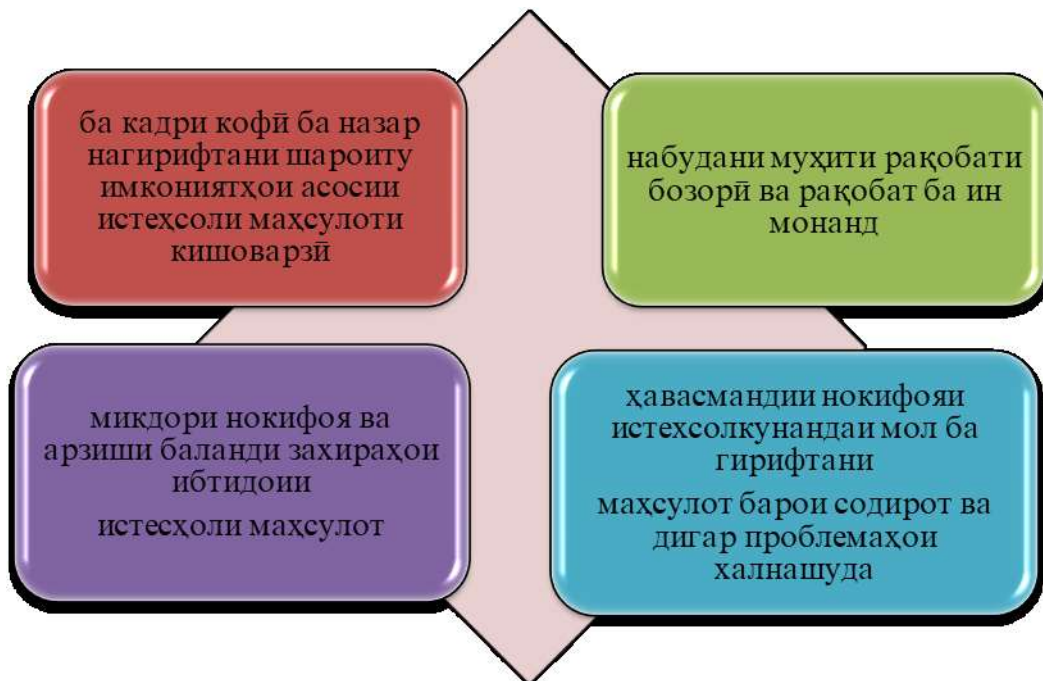 ба кадри кофӣ ба назар
нагирифтани шароиту
имкониятҳои асосии
истеҳсоли маҳсулоти
кишоварзӣ
набудани муҳити рақобати
бозорӣ ва рақобат ба ин
монанд
микдори нокифоя ва
арзиши баланди захираҳои
ибтидоии
истесҳоли маҳсулот
ҳавасмандии нокифояи
истехсолкунандаи мол ба
гирифтани
маҳсулот барои содирот ва
дигар проблемаҳои
халнашуда